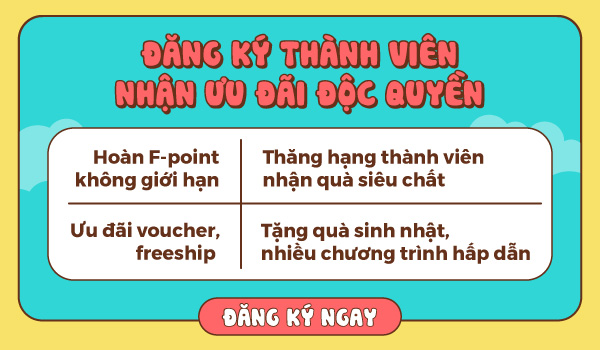 ĐĂNG KÝ THÀNH VIÊN
NHẬN ƯU ĐÃI ĐỘC QUYỀN
Hoàn F-point
không giới hạn
Thăng hạng thành viên
nhận quà siêu chất
Ưu đãi voucher,
freeship
Tặng quà sinh nhật,
nhiều chương trình hấp dẫn
ĐĂNG KÝ NGAY